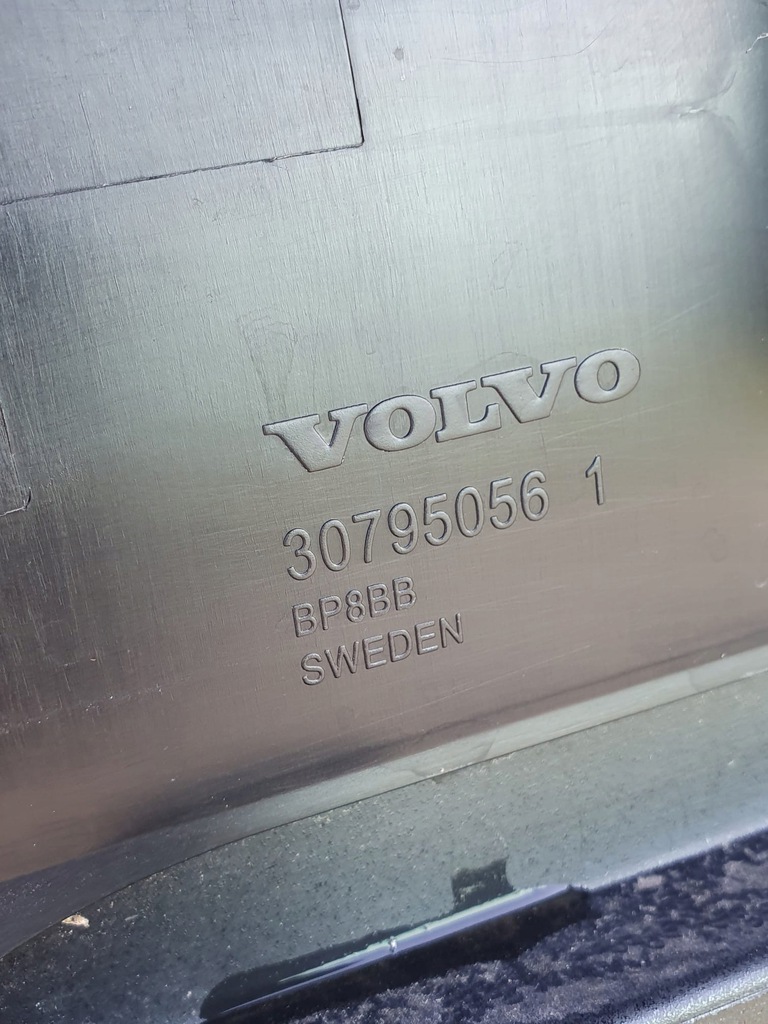 VOLVO
30795056 1
BP8BB
SWEDEN